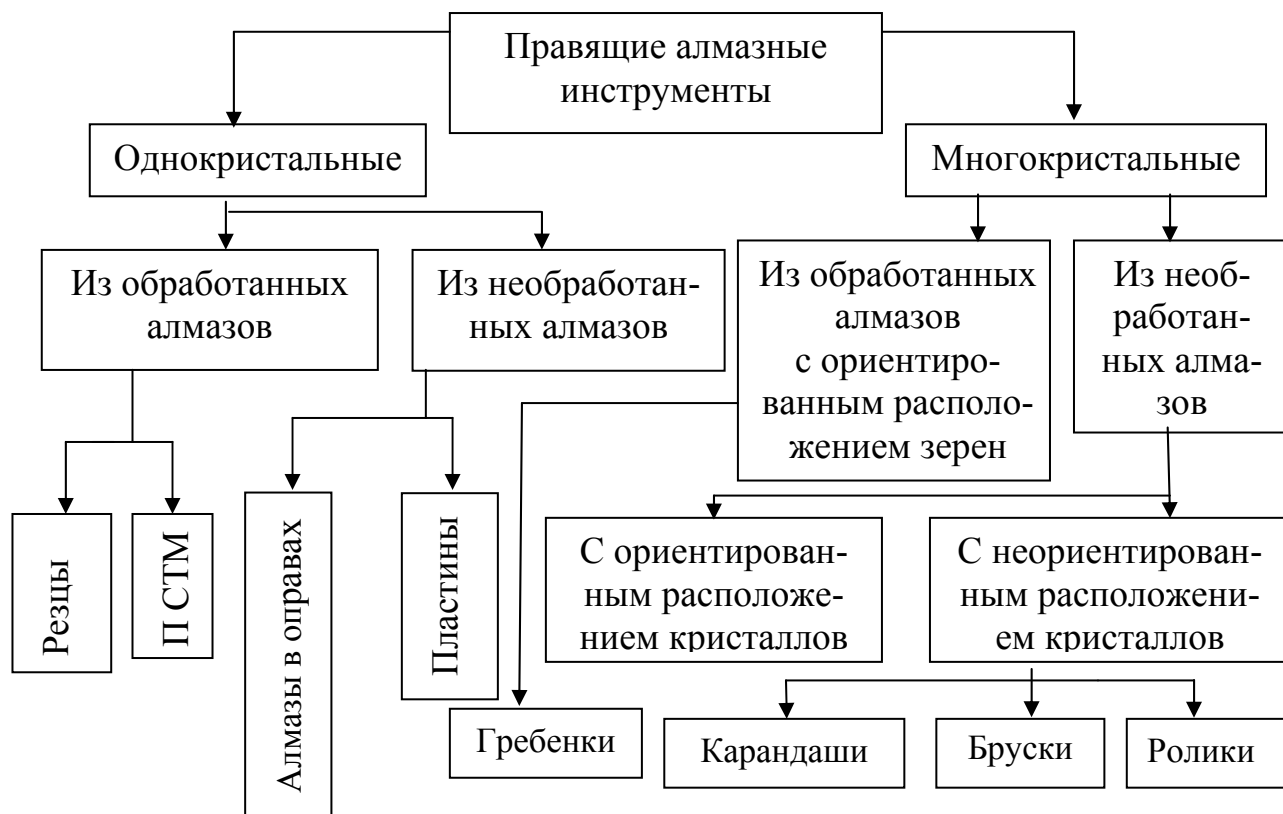 Правящие алмазные
инструменты
Однокристальные
Многокристальные
Из обработанных
алмазов
Из необработан-
ных алмазов
Из обработанных
алмазов
с ориентиро-
ванным располо-
жением зерен
Из необ-
работан-
ных алма-
зов
Резцы
П СТМ
Алмазы в оправах
Пластины
С ориентирован-
ным расположе-
нием кристаллов
С неориентирован-
ным расположени-
ем кристаллов
Гребенки
Карандаши
Бруски
Ролики